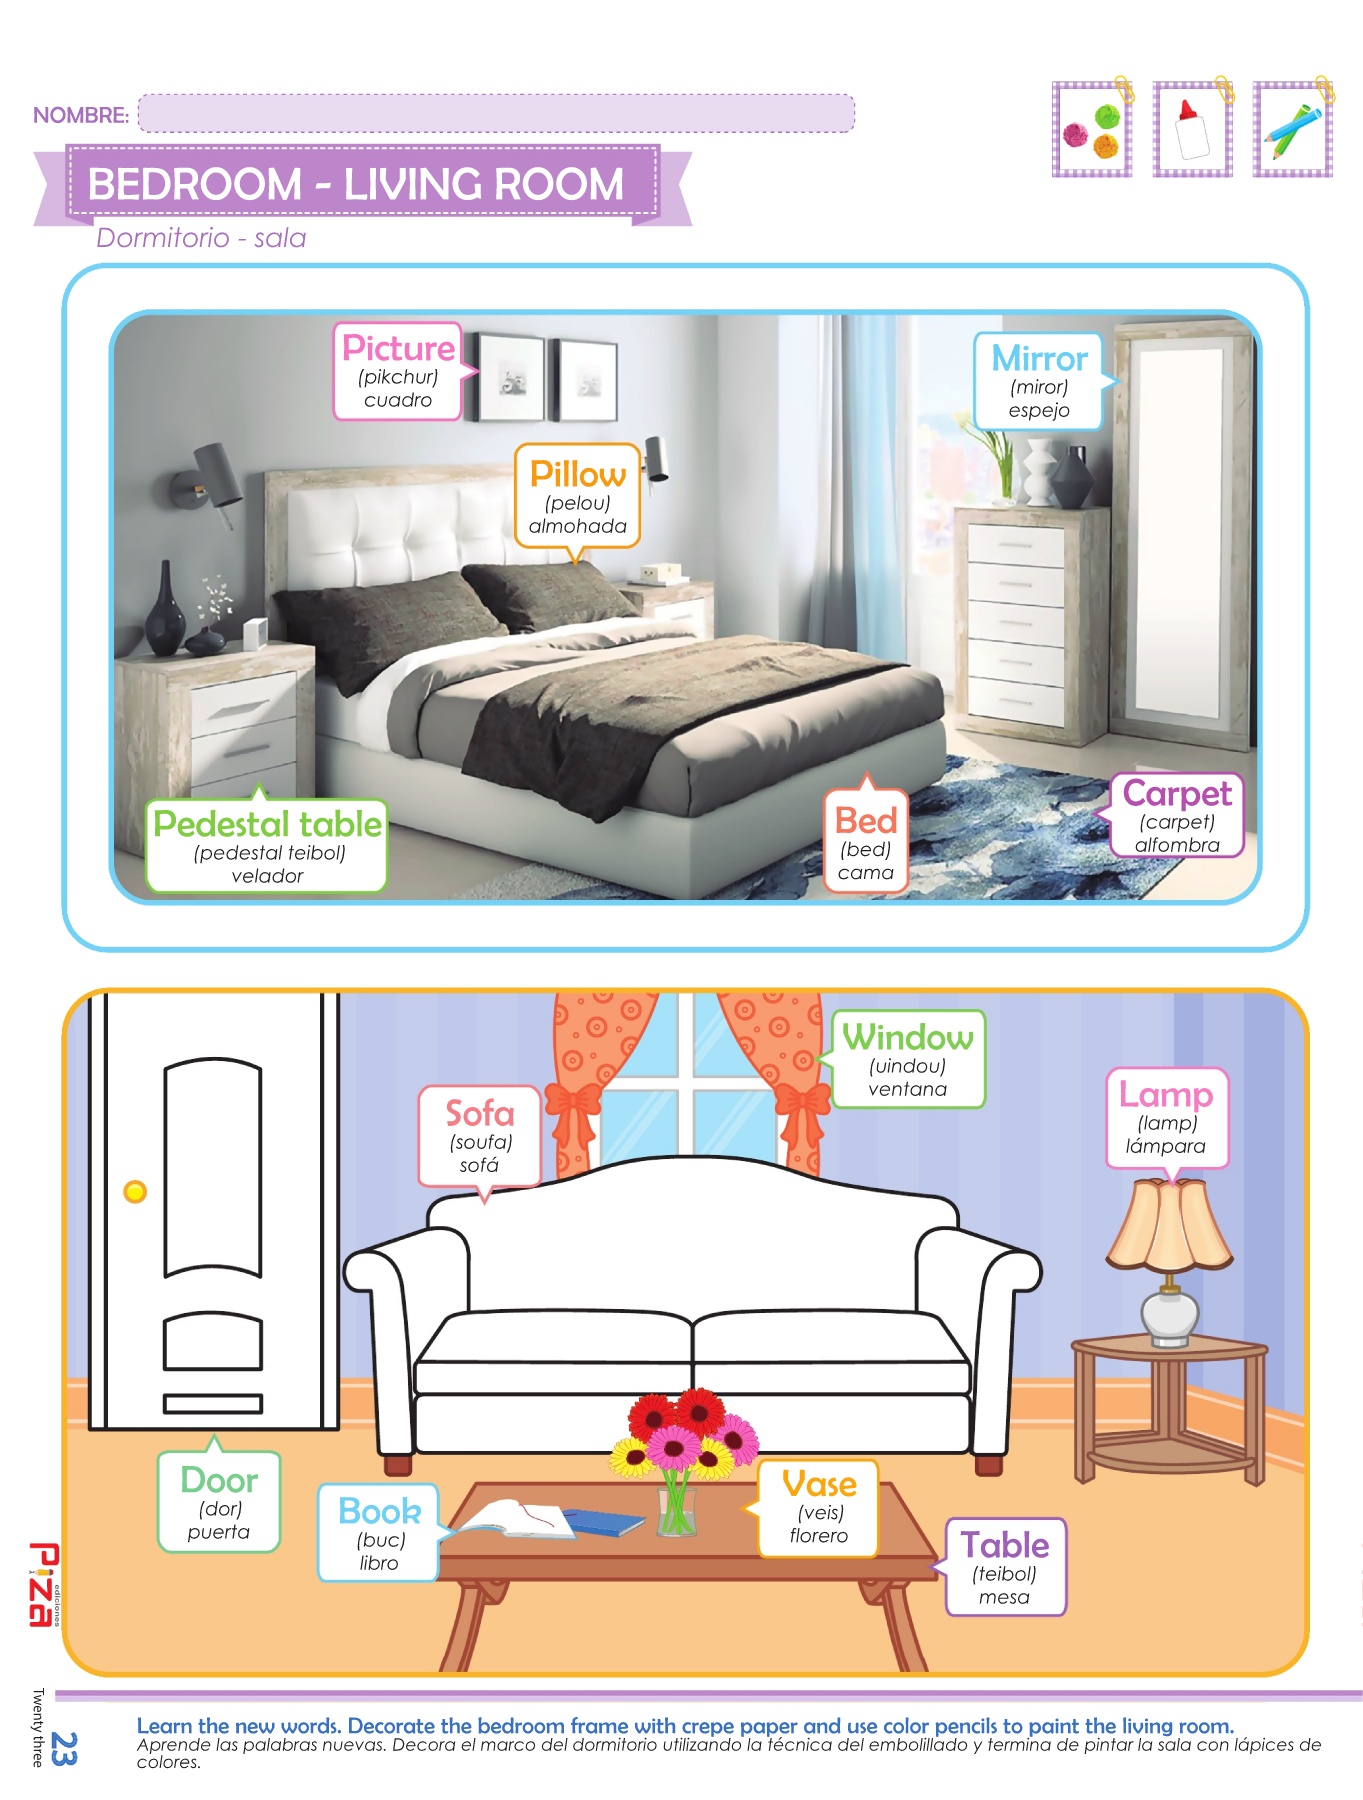 NOMBRE:
BEDROOM - LIVING ROOM
Dormitorio - sala
Picture
(pikchur)
cuadro
Mirror
(miror)
espejo
Pillow
(pelou)
almohada
Pedestal table
(pedestal teibol)
velador
Bed
(bed)
cama
Carpet
(carpet)
alfombra
Window
(uindou)
ventana
Sofa
(soufa)
sofá
Lamp
(lamp)
lámpara
Door
(dor)
puerta
Book
(buc)
libro
Vase
(veis)
florero
Table
(teibol)
mesa
Piza
ediciones
Twenty three
23
Learn the new words. Decorate the bedroom frame with crepe paper and use color pencils to paint the living room.
Aprende las palabras nuevas. Decora el marco del dormitorio utilizando la técnica del embolillado y termina de pintar la sala con lápices de
colores.